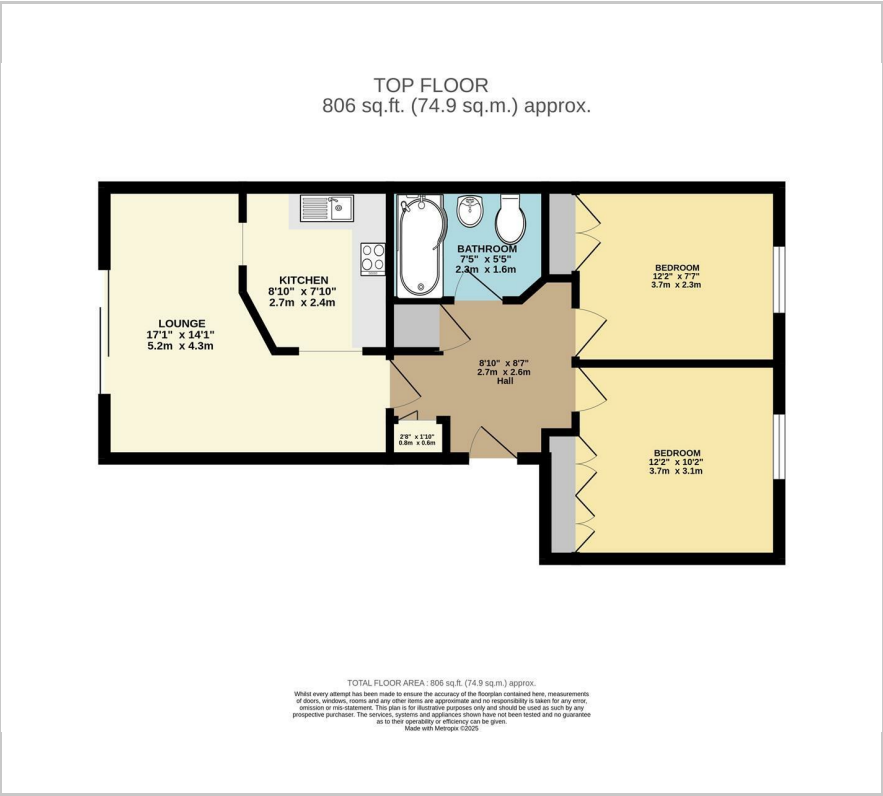 TOP FLOOR
806 sq.ft. (74.9 sq.m.) approx.
BATHROOM
7'5" x 5'5"
2.3m x 1.6m
BEDROOM
12'2" x 7'7"
3.7m x 2.3m
KITCHEN
8'10" x 7'10"
2.7m x 2.4m
LOUNGE
17'1" x 14'1"
5.2m x 4.3m
8'10" x 8'7"
2.7m x 2.6m
Hall
2'8" x 1'10"
0.8m x 0.6m
BEDROOM
12'2" x 10'2"
3.7m x 3.1m
TOTAL FLOOR AREA : 806 sq.ft. (74.9 sq.m.) approx.
Whilst every attempt has been made to ensure the accuracy of the floorplan contained here, measurements
of doors, windows, rooms and any other items are approximate and no responsibility is taken for any error,
omission or mis-statement. This plan is for illustrative purposes only and should be used as such by any
prospective purchaser. The services, systems and appliances shown have not been tested and no guarantee
as to their operability or efficiency can be given.
Made with Metropix ©2025